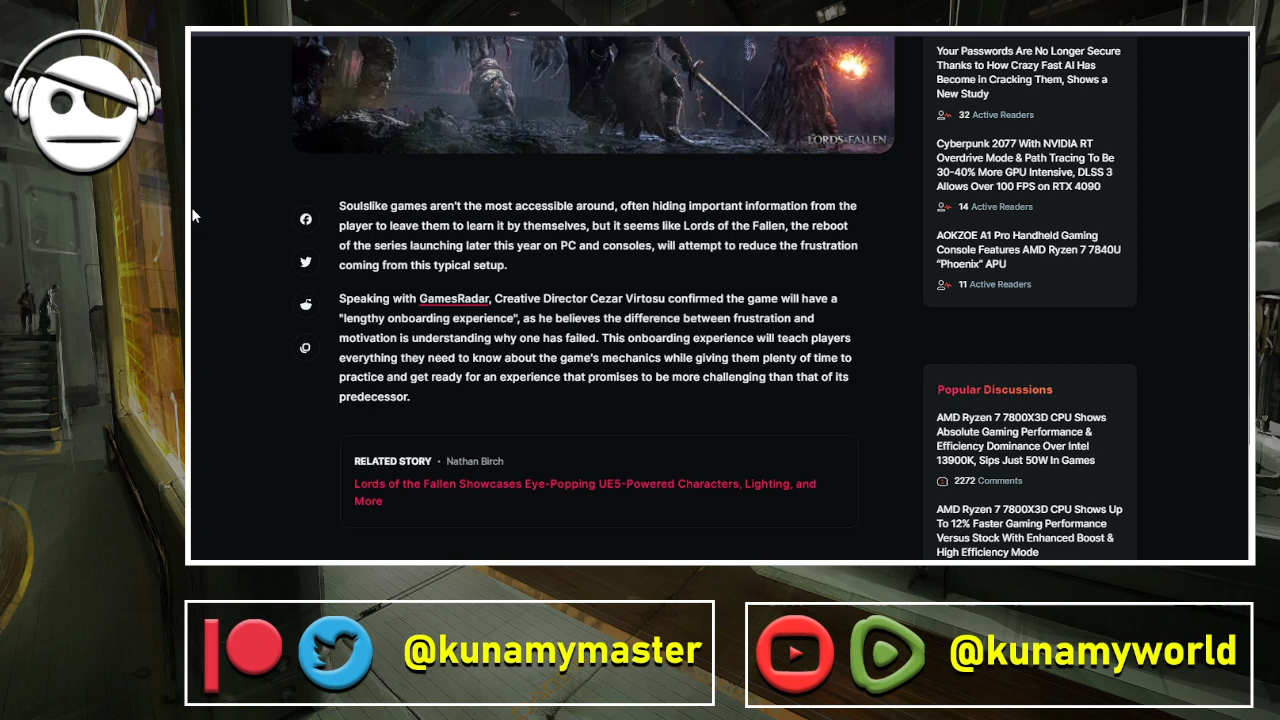 LORDS OF THE FALLEN
Soulslike games aren't the most accessible around, often hiding important information from the
player to leave them to learn it by themselves, but it seems like Lords of the Fallen, the reboot
of the series launching later this year on PC and consoles, will attempt to reduce the frustration
coming from this typical setup.
Speaking with GamesRadar, Creative Director Cezar Virtosu confirmed the game will have a
"lengthy onboarding experience", as he believes the difference between frustration and
motivation is understanding why one has failed. This onboarding experience will teach players
everything they need to know about the game's mechanics while giving them plenty of time to
practice and get ready for an experience that promises to be more challenging than that of its
predecessor.
RELATED STORY • Nathan Birch
Lords of the Fallen Showcases Eye-Popping UE5-Powered Characters, Lighting, and
More
Your Passwords Are No Longer Secure
Thanks to How Crazy Fast AI Has
Become in Cracking Them, Shows a
New Study
32 Active Readers
Cyberpunk 2077 With NVIDIA RT
Overdrive Mode & Path Tracing To Be
30-40% More GPU Intensive, DLSS 3
Allows Over 100 FPS on RTX 4090
14 Active Readers
AOKZOE A1 Pro Handheld Gaming
Console Features AMD Ryzen 7 7840U
"Phoenix" APU
11 Active Readers
Popular Discussions
AMD Ryzen 7 7800X3D CPU Shows
Absolute Gaming Performance &
Efficiency Dominance Over Intel
13900K, Sips Just 50W In Games
2272 Comments
AMD Ryzen 7 7800X3D CPU Shows Up
To 12% Faster Gaming Performance
Versus Stock With Enhanced Boost &
High Efficiency Mode
@kunamymaster
@kunamyworld